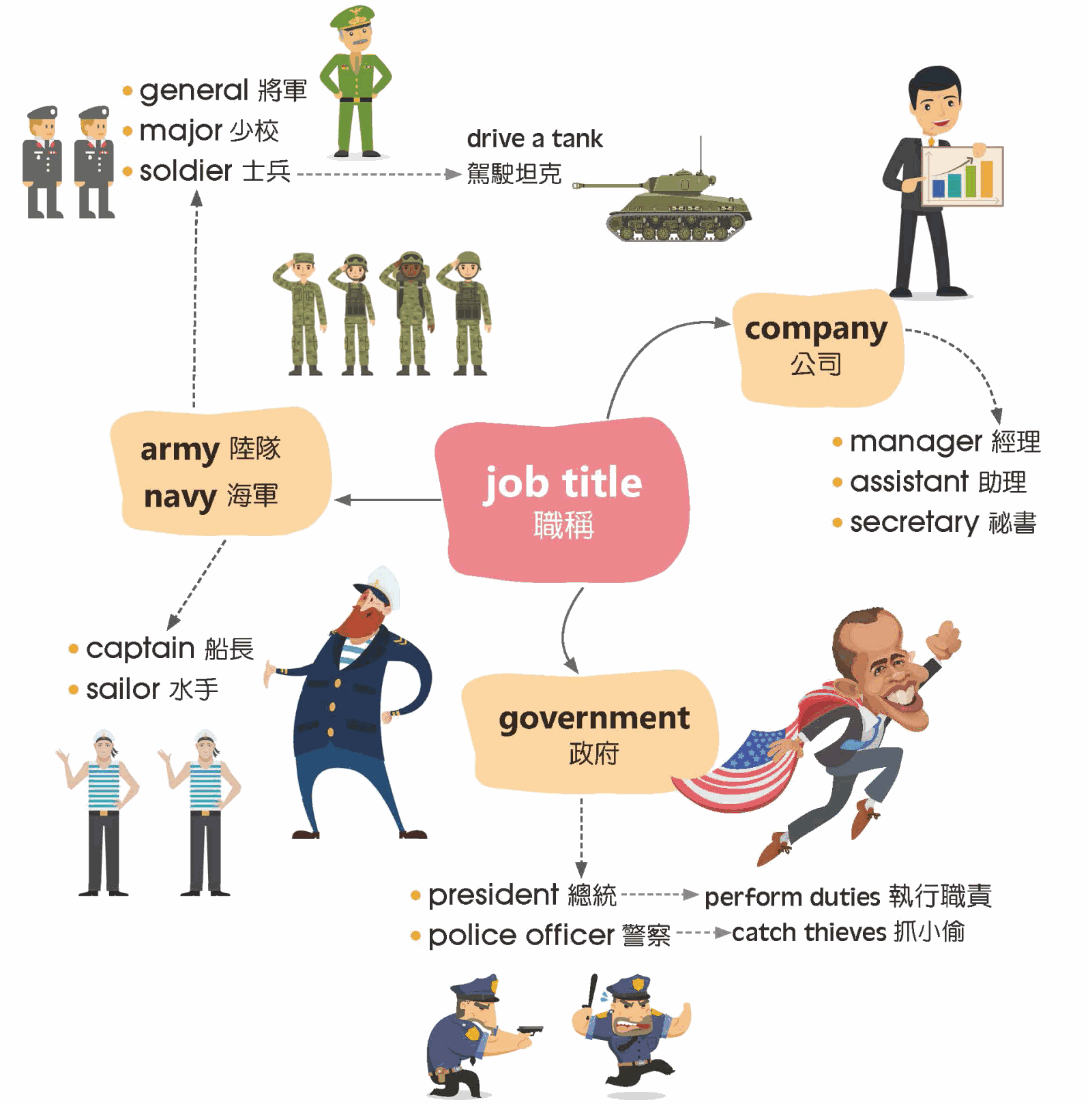 general 將軍
major 少校
soldier 士兵
drive a tank
駕駛坦克
company
公司
manager 經理
assistant 助理
secretary 祕書
army 陸隊
navy 海軍
job title
職稱
captain 船長
sailor 水手
government
政府
president 總統
perform duties 執行職責
police officer 警察
catch thieves 抓小偷